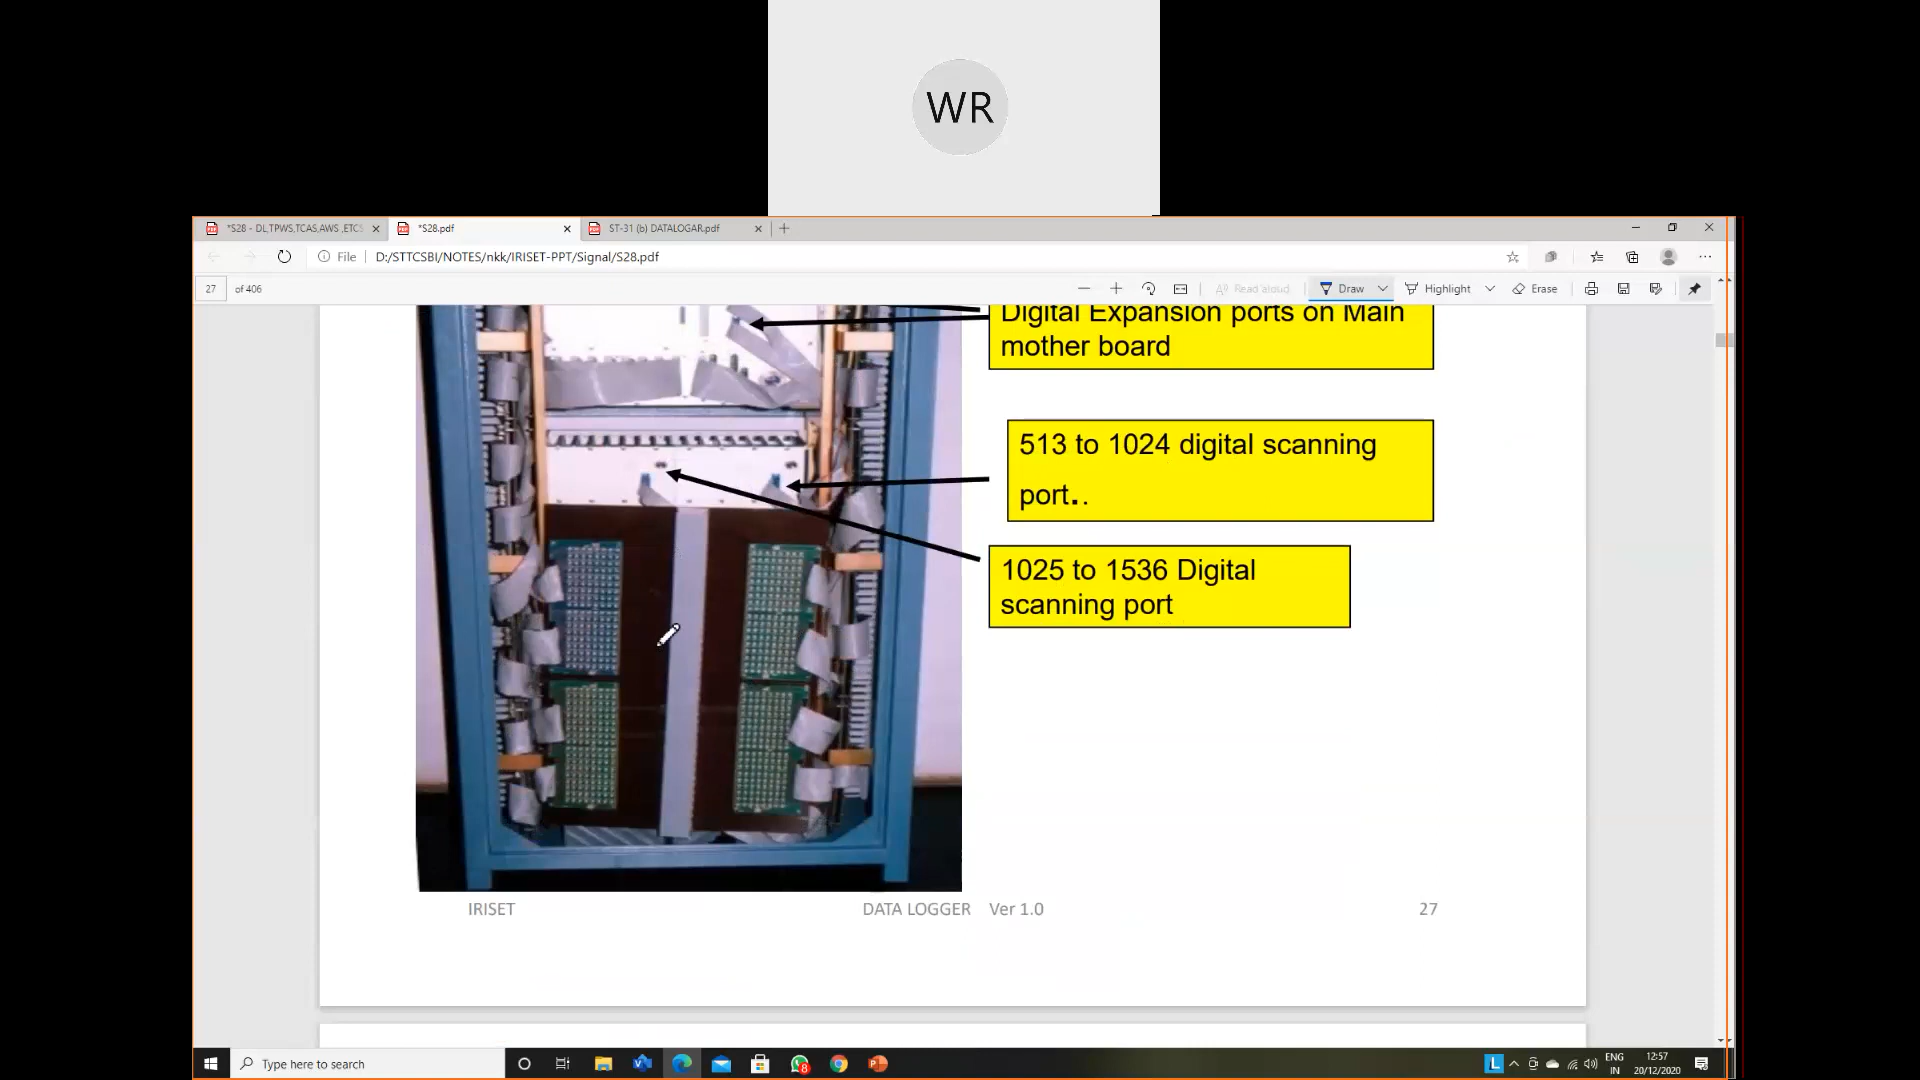 WR
*S28 - DL,TPWS,TCAS,AWS ,ETCS
*S28.pdf
ST-31 (b) DATALOGAR.pdf
File D:/STTCSBI/NOTES/nkk/IRISET-PPT/Signal/S28.pdf
27 of 406
Read aloud Draw Highlight Erase
Digital Expansion ports on Main
mother board
513 to 1024 digital scanning
port..
1025 to 1536 Digital
scanning port
IRISET DATA LOGGER Ver 1.0 27
Type here to search
8
L
ENG
IN
12:57
20/12/2020